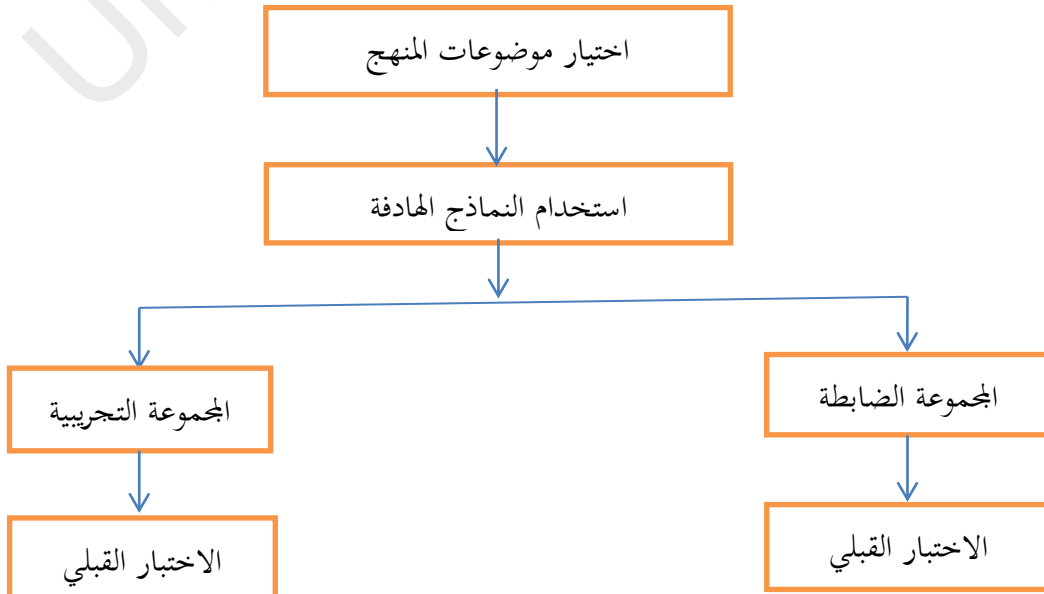 اختيار موضوعات المنهج
استخدام النماذج الهادفة
المجموعة الضابطة
المجموعة التجريبية
الاختبار القبلي
الاختبار القبلي